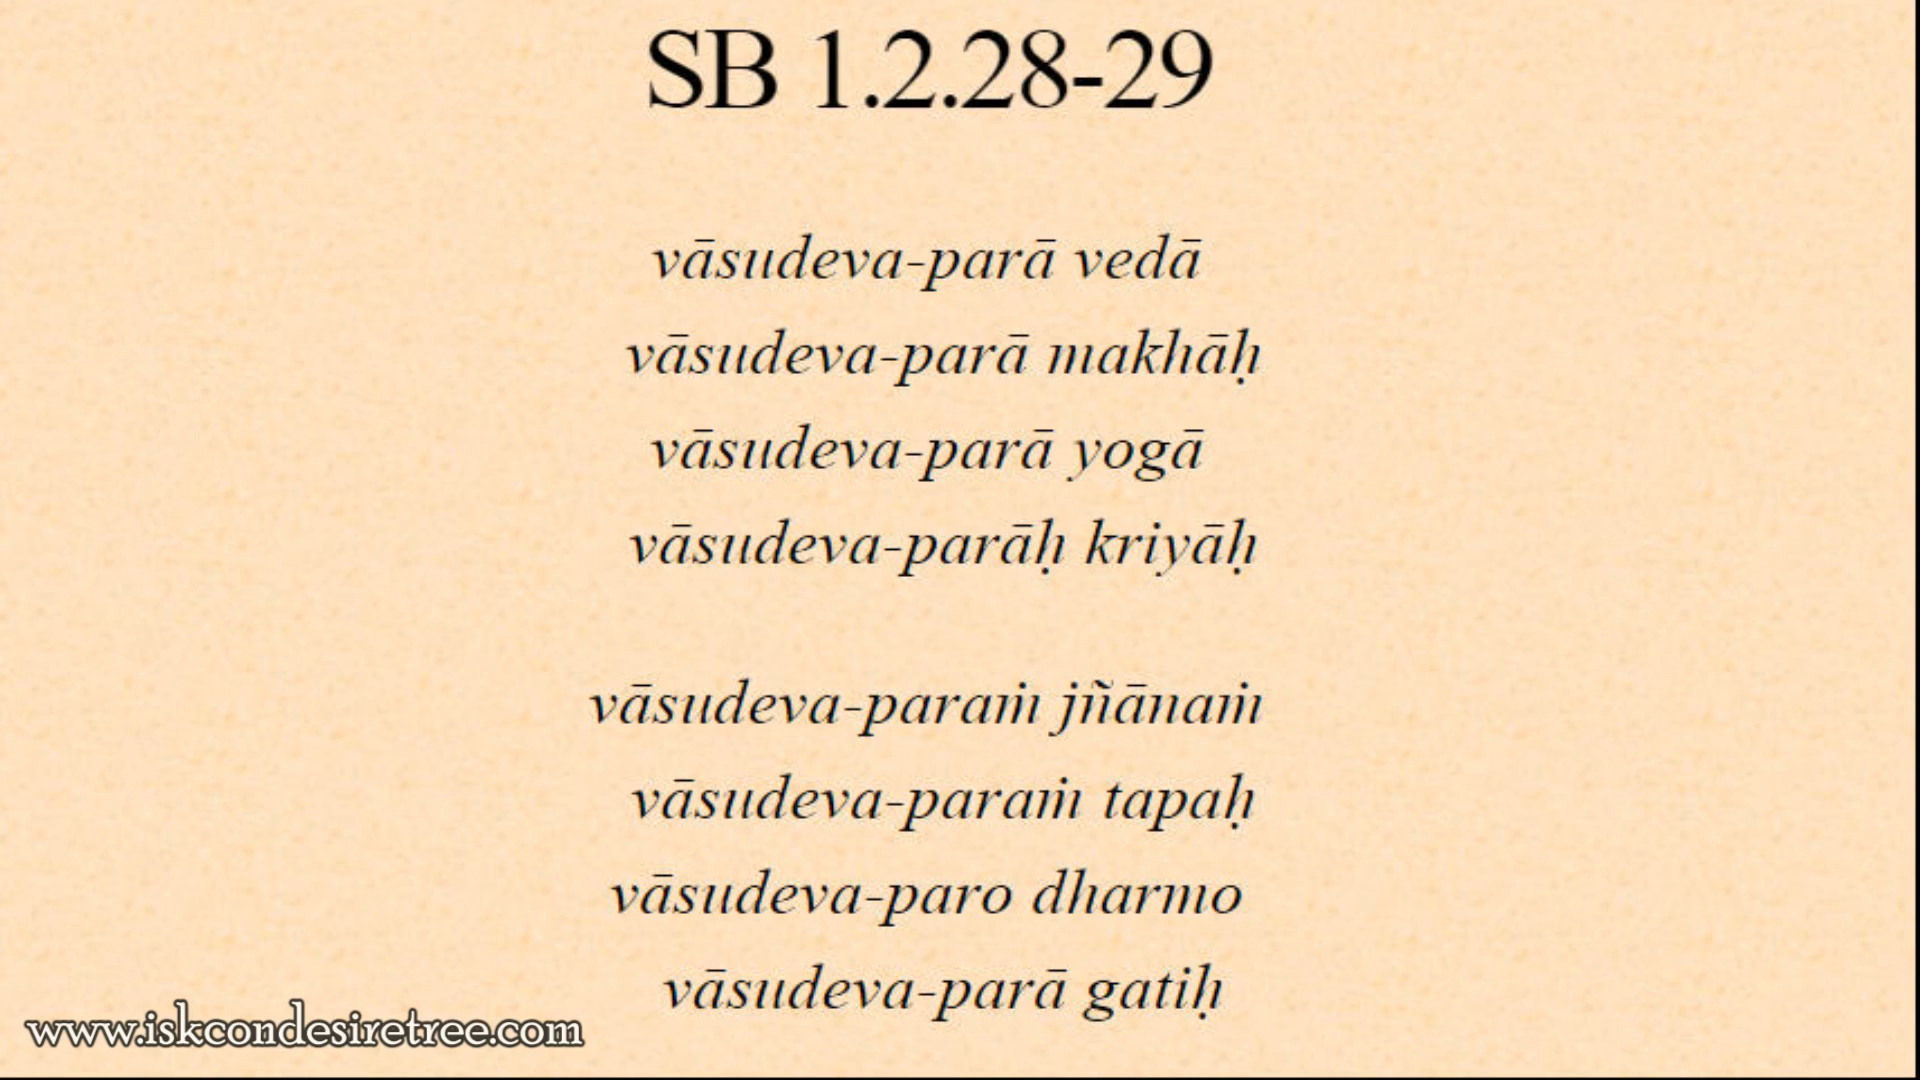 SB 1.2.28-29
vāsudeva-parā vedā
vāsudeva-parā makhāḥ
vāsudeva-parā yogā
vāsudeva-parāḥ kriyāḥ
vāsudeva-paraṁ jñānaṁ
vāsudeva-paraṁ tapaḥ
vāsudeva-paro dharmo
vāsudeva-parā gatiḥ
www.iskcondesiretree.com